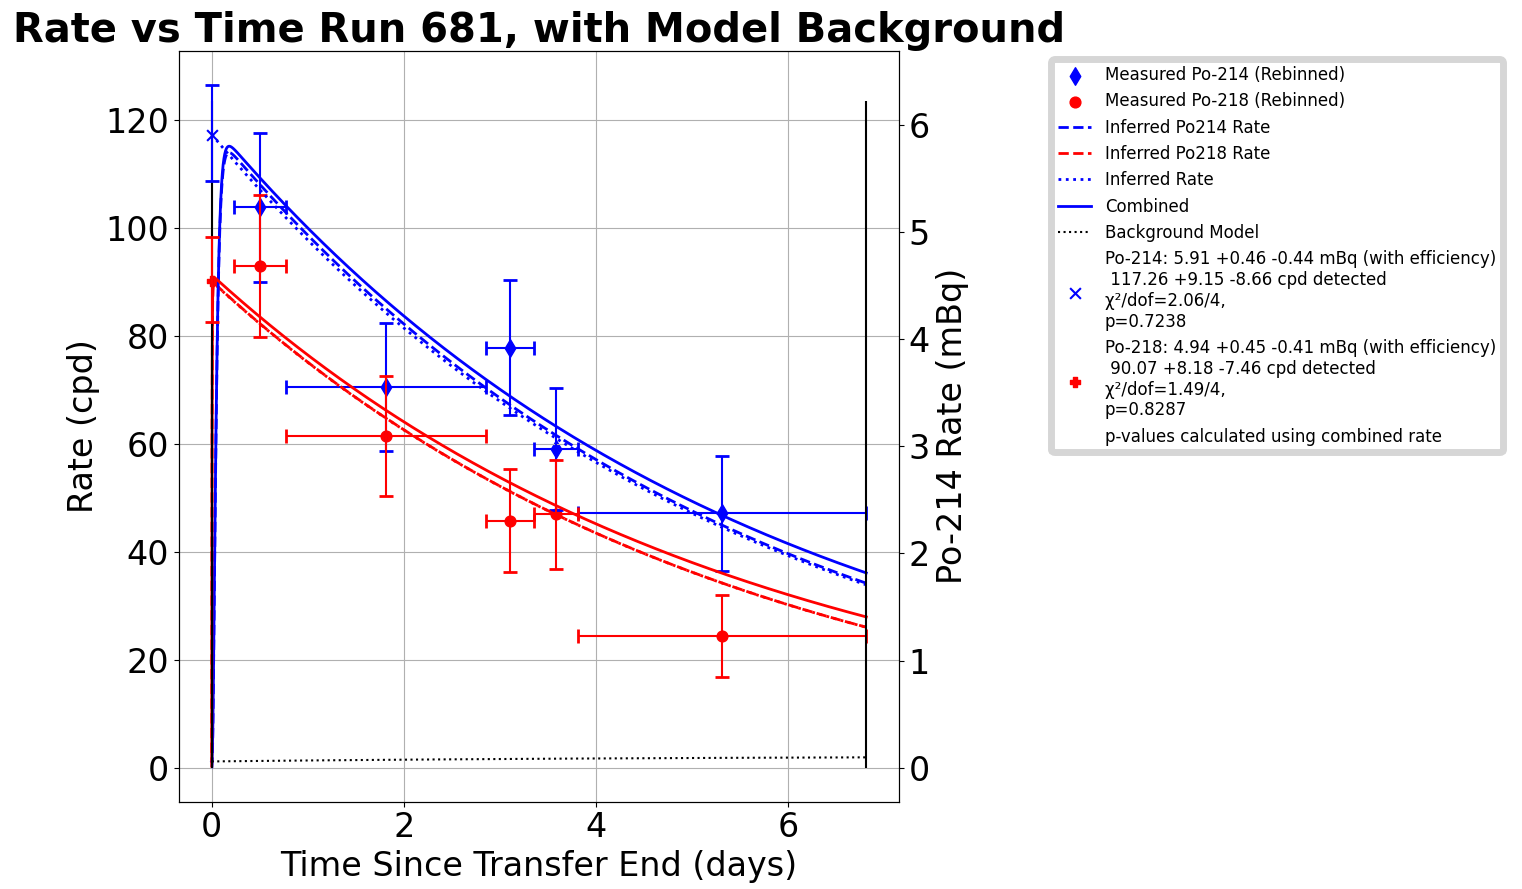 Rate vs Time Run 681, with Model Background
Rate (cpd)
120
100
80
60
40
20
0
0
2
4
6
Time Since Transfer End (days)
6
5
4
3
2
1
0
Po-214 Rate (mBq)
Measured Po-214 (Rebinned)
Measured Po-218 (Rebinned)
Inferred Po214 Rate
Inferred Po218 Rate
Inferred Rate
Combined
Background Model
Po-214: 5.91 +0.46 -0.44 mBq (with efficiency)
117.26 +9.15 -8.66 cpd detected
χ²/dof=2.06/4,
p=0.7238
Po-218: 4.94 +0.45 -0.41 mBq (with efficiency)
90.07 +8.18 -7.46 cpd detected
χ²/dof=1.49/4,
p=0.8287
p-values calculated using combined rate